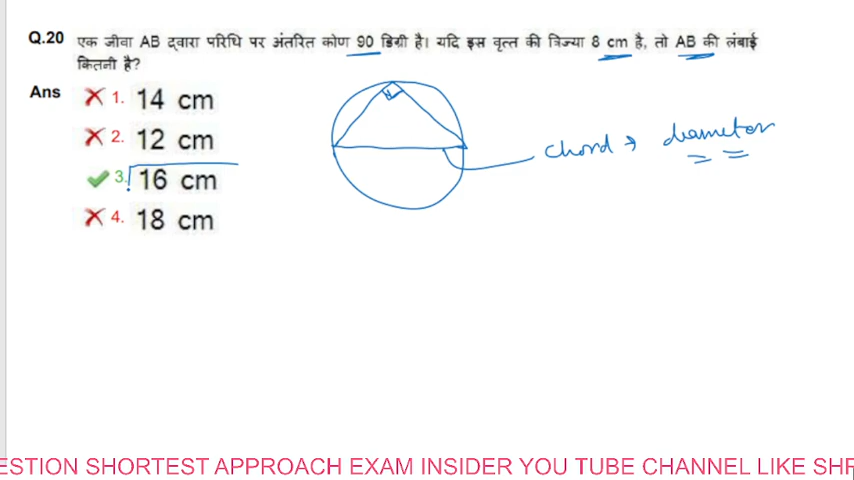 Q.20 एक जीवा AB द्वारा परिधि पर अंतरित कोण 90 डिग्री है। यदि इस वृत्त की त्रिज्या 8 cm है, तो AB की लंबाई
कितनी है?
Ans
1. 14 cm
2. 12 cm
3. 16 cm
4. 18 cm
chord → diameter
ESTION SHORTEST APPROACH EXAM INSIDER YOU TUBE CHANNEL LIKE SHR